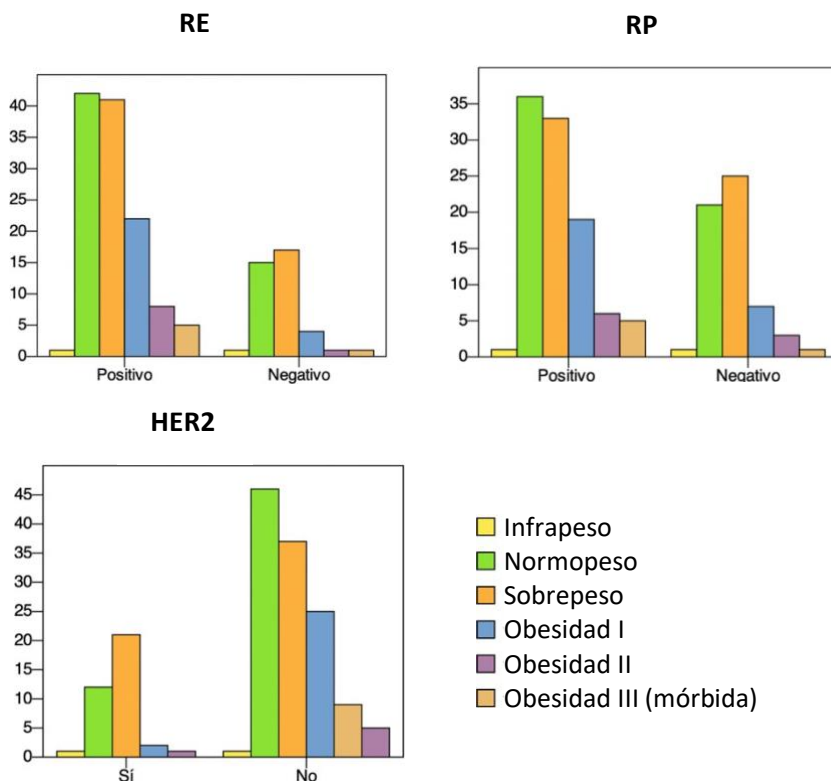 RE
40
35
30
25
20
15
10
5
0
Positivo Negativo
RP
35
30
25
20
15
10
5
0
Positivo Negativo
HER2
45
40
35
30
25
20
15
10
5
0
Sí No
Infrapeso
Normopeso
Sobrepeso
Obesidad I
Obesidad II
Obesidad III (mórbida)